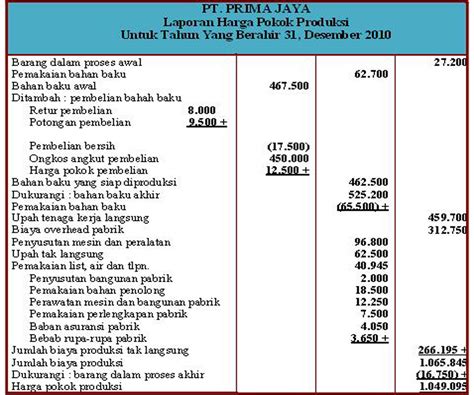 PT. PRIMA JAYA
Laporan Harga Pokok Produksi
Untuk Tahun Yang Berahir 31, Desember 2010
Barang dalam proses awal 27.200
Pemakaian bahan baku 62.700
Bahan baku awal 467.500
Ditambah : pembelian bahah baku
Retur pembelian 8.000
Potongan pembelian 9.500 +
Pembelian bersih (17.500)
Ongkos angkut pembelian 450.000
Harga pokok pembelian 12.500 +
Bahan baku yang siap diproduksi 462.500
Dukurangi : bahan baku akhir 525.200
Pemakaian bahan baku (65.500) +
Upah tenaga kerja langsung 459.700
Biaya overhead pabrik 312.750
Penyusutan mesin dan peralatan 96.800
Upah tak langsung 62.500
Pemakaian list, air dan tlpn. 40.945
Penyusutan bangunan pabrik 2.000
Pemakaian bahan penolong 18.500
Perawatan mesin dan bangunan pabrik 12.250
Pemakaian perlengkapan pabrik 7.500
Baban asuransi pabrik 4.050
Bebab rupa-rupa pabrik 3.650 +
Jumlah biaya produksi tak langsung 266.195 +
Jumlah biaya produksi 1.065.845
Dukurangi : barang dalam proses akhir (16.750) +
Harga pokok produksi 1.049.095